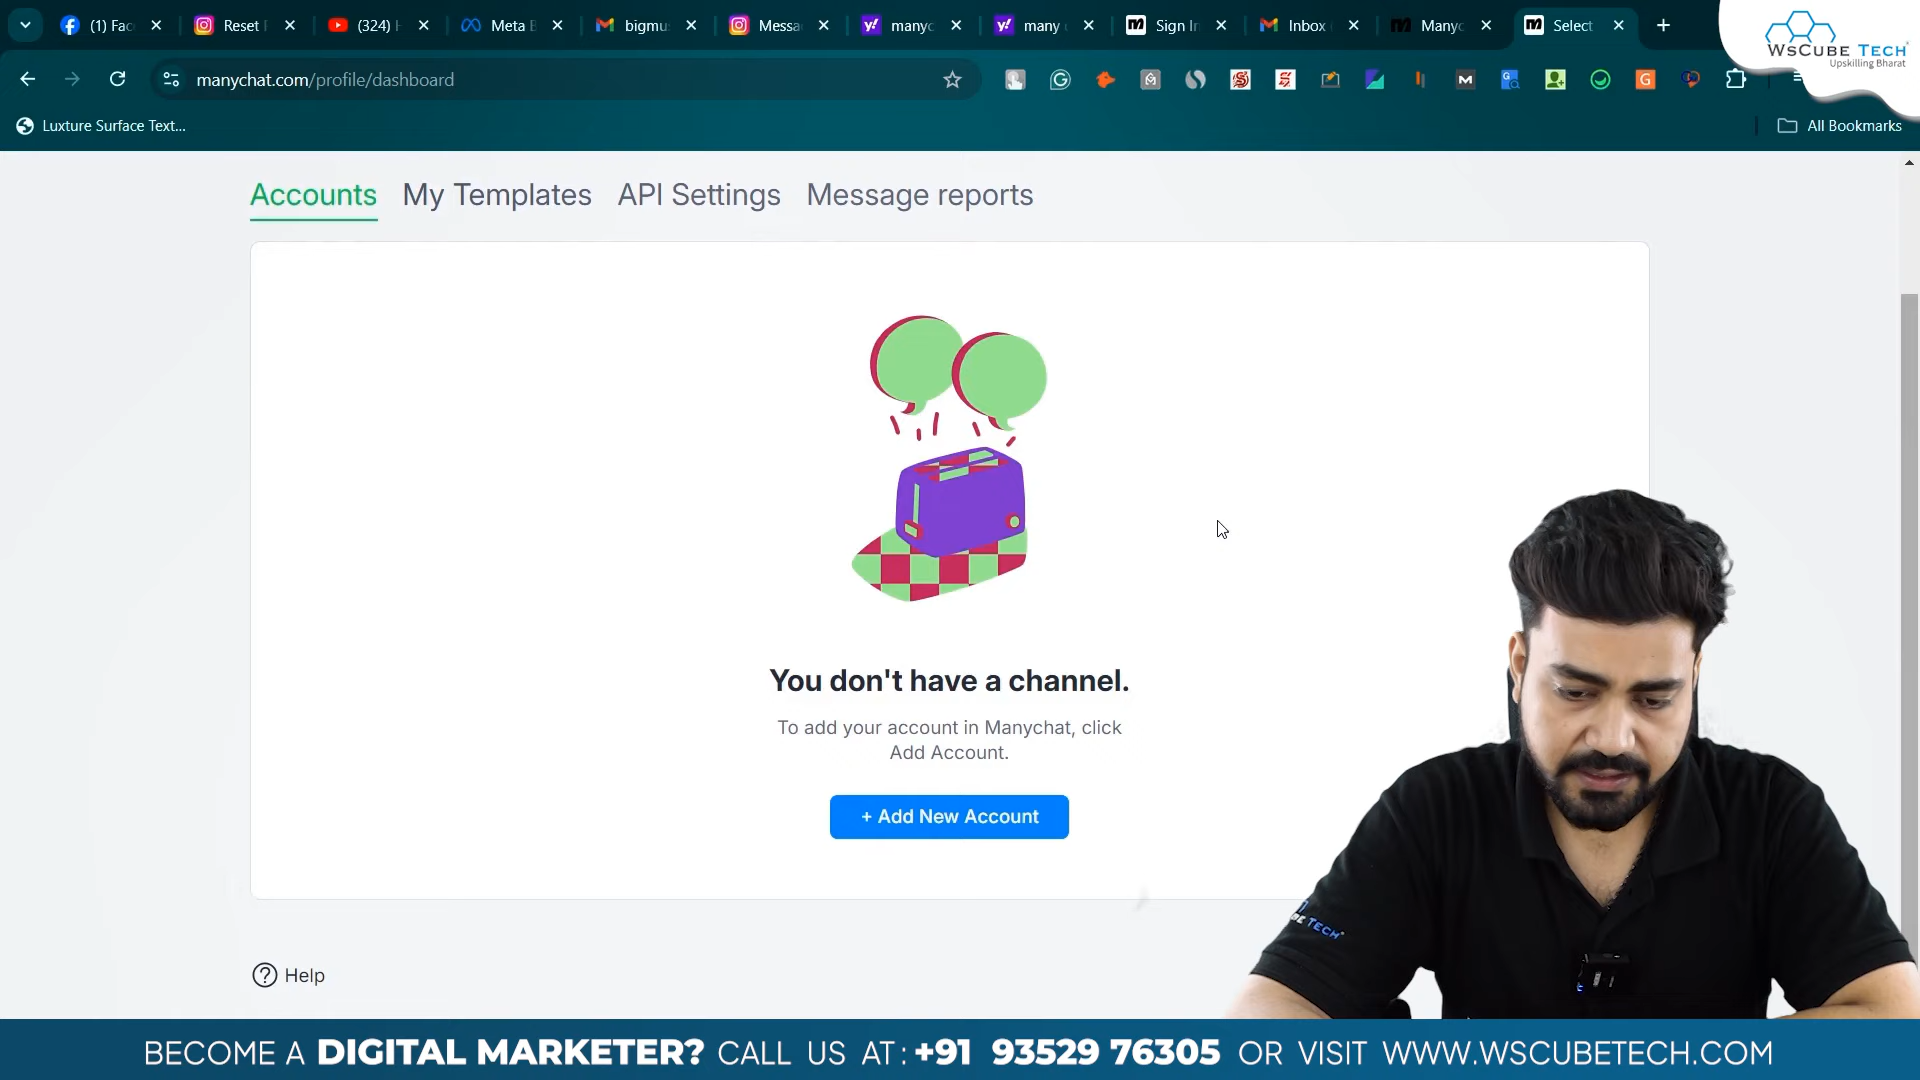 (1) Fac
Reset
(324)
Meta B
bigmu
Messa
manyc
many
Sign In
Inbox
Manyc
Select
WsCube Tech
Upskilling Bharat
manychat.com/profile/dashboard
Luxture Surface Text...
All Bookmarks
Accounts
My Templates
API Settings
Message reports
You don't have a channel.
To add your account in Manychat, click
Add Account.
+ Add New Account
Help
BECOME A DIGITAL MARKETER? CALL US AT: +91 93529 76305 OR VISIT WWW.WSCUBETECH.COM